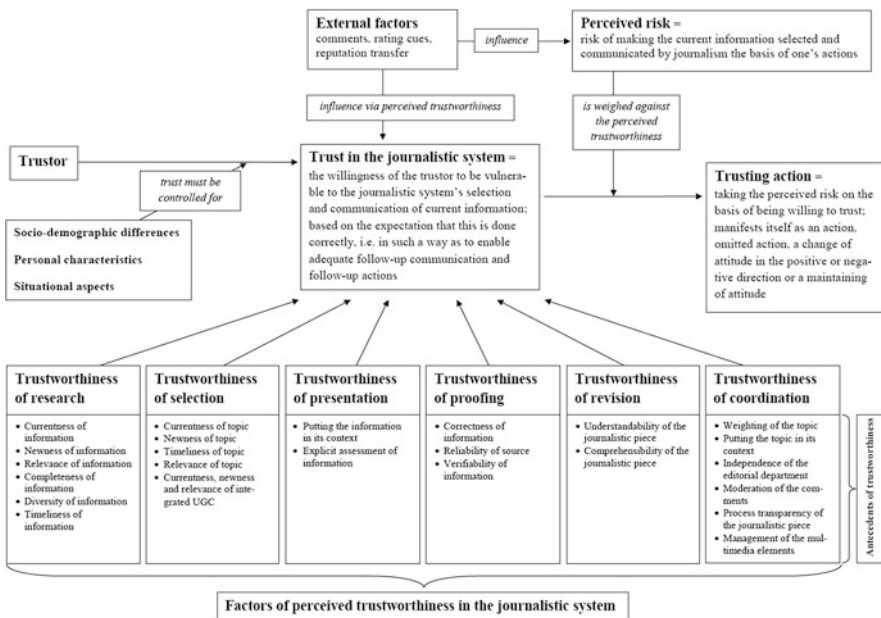 External factors
comments, rating cues,
reputation transfer
influence
Perceived risk =
risk of making the current information selected and
communicated by journalism the basis of one's actions
influence via perceived trustworthiness
is weighed against
the perceived
trustworthiness
Trustor
trust must be
controlled for
Socio-demographic differences
Personal characteristics
Situational aspects
Trust in the journalistic system =
the willingness of the trustor to be vulnera-
ble to the journalistic system's selection
and communication of current information;
based on the expectation that this is done
correctly, i.e. in such a way as to enable
adequate follow-up communication and
follow-up actions
Trusting action =
taking the perceived risk on the
basis of being willing to trust;
manifests itself as an action,
omitted action, a change of
attitude in the positive or nega-
tive direction or a maintaining
of attitude
Trustworthiness
of research
• Currentness of
information
• Newness of information
• Relevance of information
• Completeness of
information
• Diversity of information
• Timeliness of
information
Trustworthiness
of selection
• Currentness of topic
• Newness of topic
• Timeliness of topic
• Relevance of topic
• Currentness, newness
and relevance of inte-
grated UGC
Trustworthiness
of presentation
• Putting the information
in its context
• Explicit assessment of
information
Trustworthiness
of proofing
• Correctness of
information
• Reliability of source
• Verifiability of
information
Trustworthiness
of revision
• Understandability of the
journalistic piece
• Comprehensibility of the
journalistic piece
Trustworthiness
of coordination
• Weighting of the topic
• Putting the topic in its
context
• Independence of the
editorial department
• Moderation of the com-
ments
• Process transparency of
the journalistic piece
• Management of the mul-
timedia elements
Antecedents of trustworthiness
Factors of perceived trustworthiness in the journalistic system